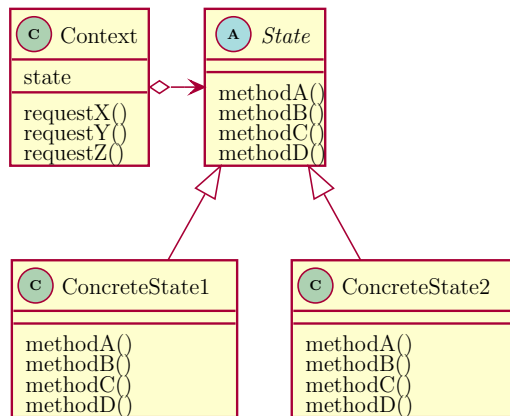 C Context
state
requestX()
requestY()
requestZ()
A State
methodA()
methodB()
methodC()
methodD()
C ConcreteState1
methodA()
methodB()
methodC()
methodD()
C ConcreteState2
methodA()
methodB()
methodC()
methodD()